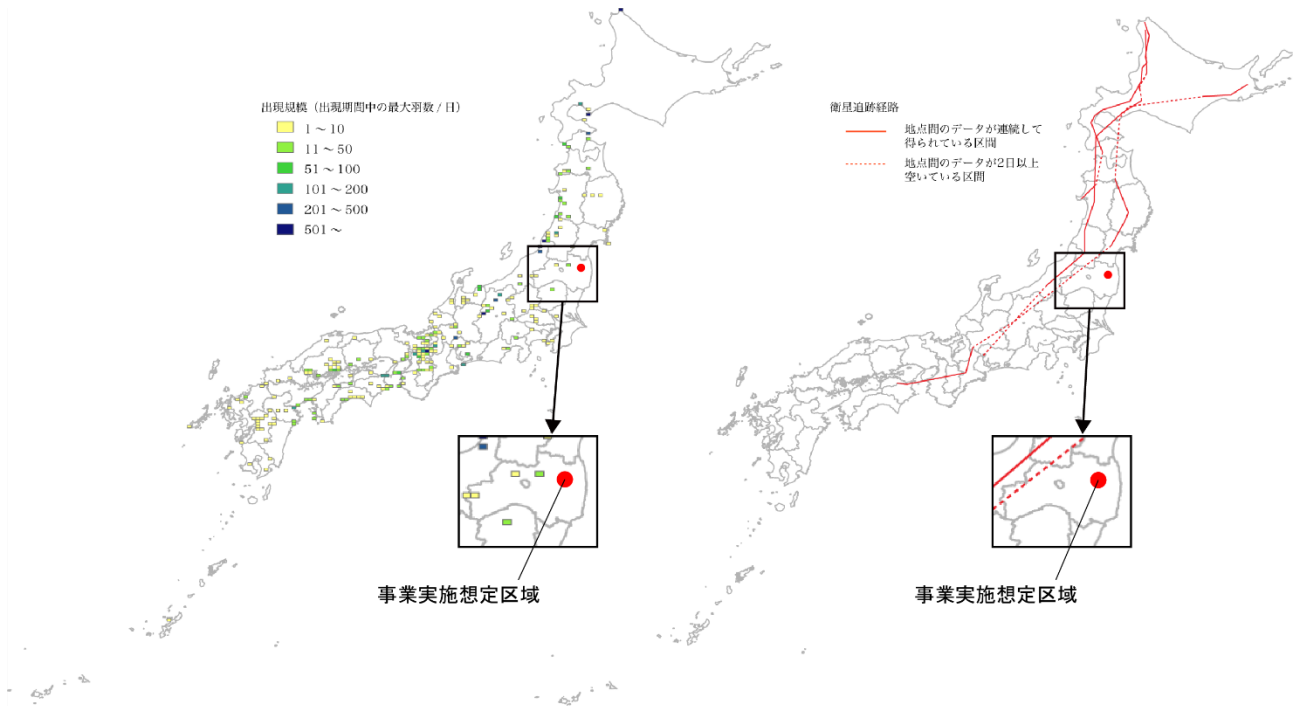 出現規模（出現期間中の最大羽数 / 日）
1～10
11～50
51～100
101～200
201～500
501～
事業実施想定区域
衛星追跡経路
地点間のデータが連続して
得られている区間
地点間のデータが2日以上
空いている区間
事業実施想定区域